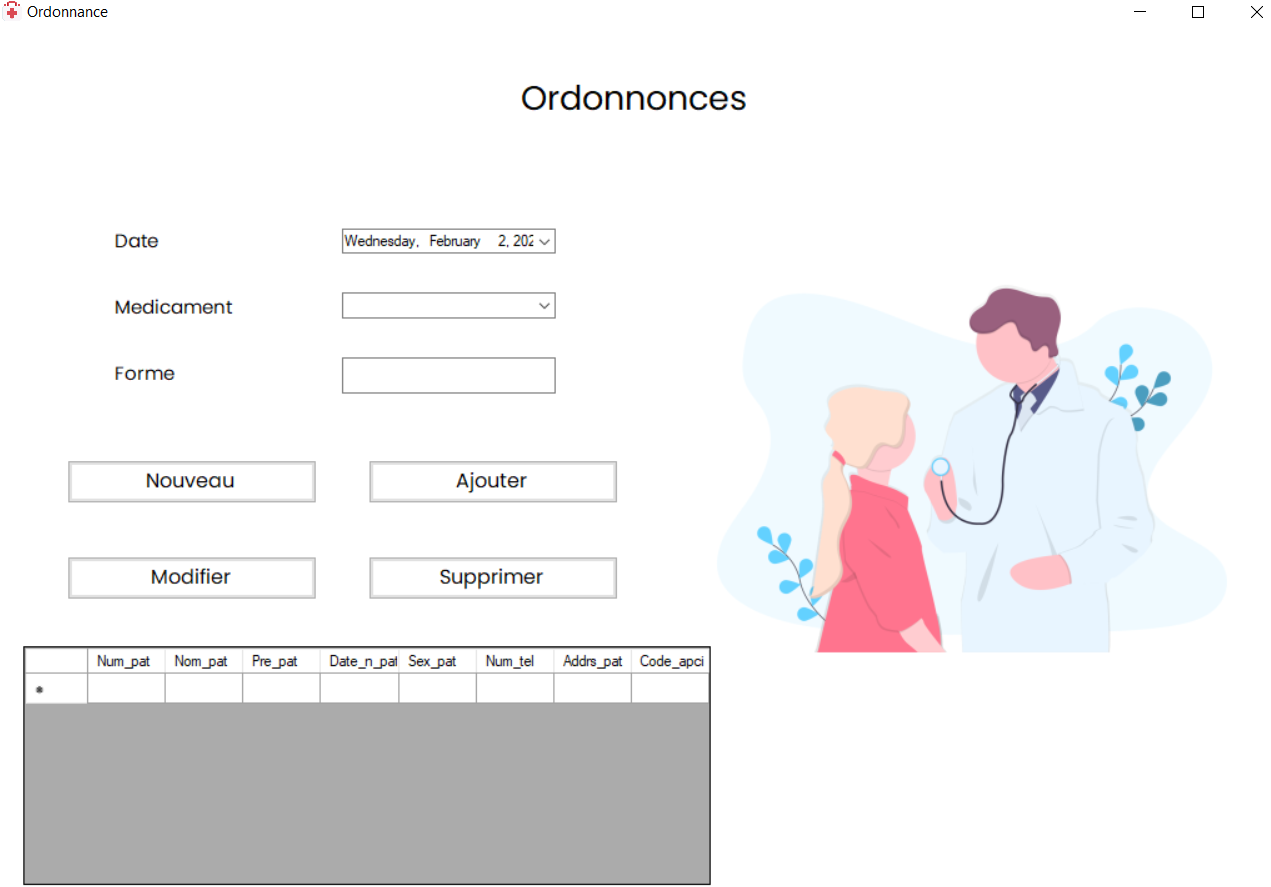 Ordonnance
Ordonnonces
Date
Wednesday, February 2, 202
Medicament
Forme
Nouveau Ajouter
Modifier Supprimer
Num_pat Nom_pat Pre_pat Date_n_pat Sex_pat Num_tel Addrs_pat Code_apci